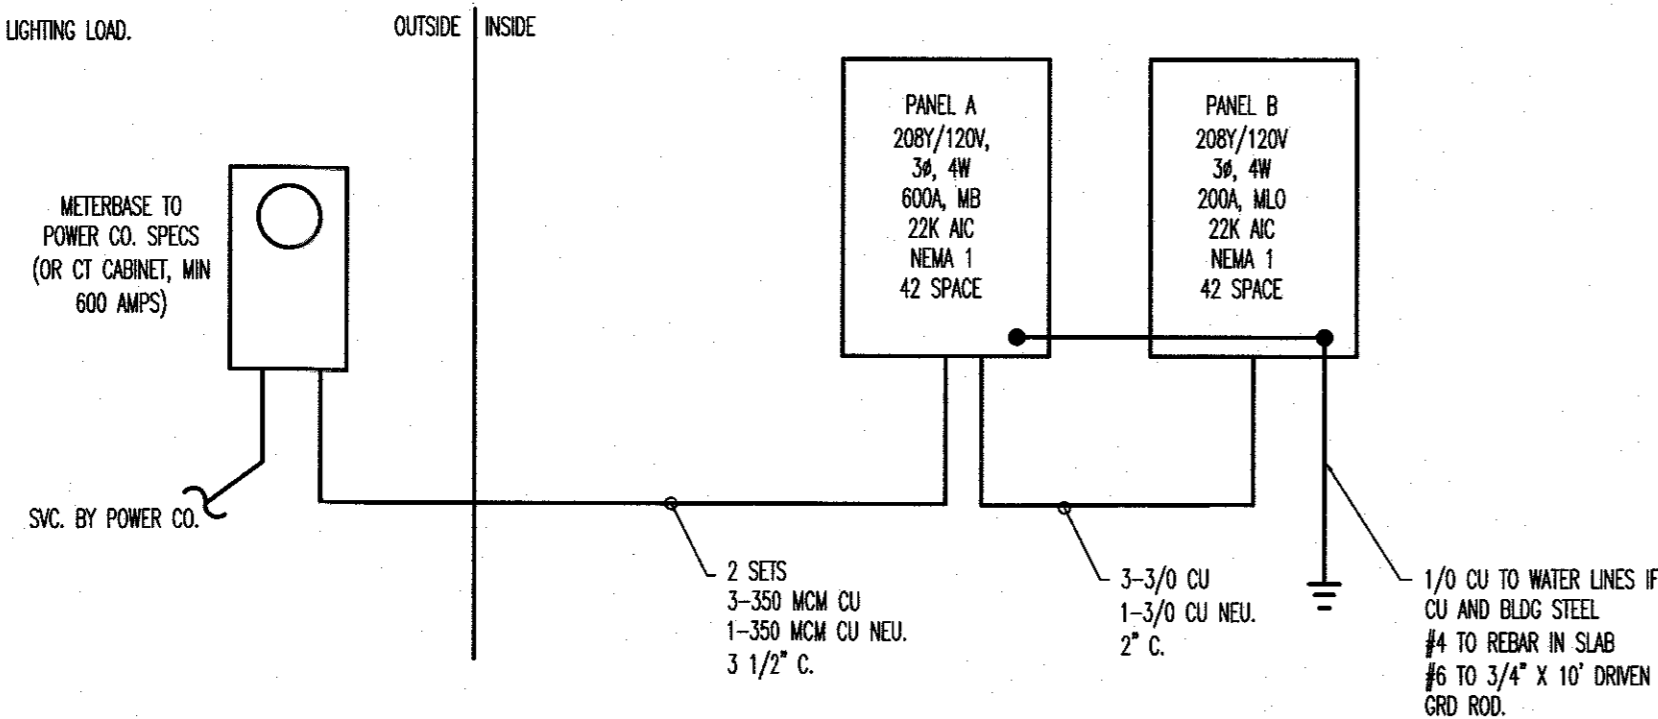 LIGHTING LOAD.
OUTSIDE INSIDE
METERBASE TO
POWER CO. SPECS
(OR CT CABINET, MIN
600 AMPS)
SVC. BY POWER CO.
PANEL A
208Y/120V,
3ø, 4W
600A, MB
22K AIC
NEMA 1
42 SPACE
PANEL B
208Y/120V
3ø, 4W
200A, MLO
22K AIC
NEMA 1
42 SPACE
2 SETS
3-350 MCM CU
1-350 MCM CU NEU.
3 1/2" C.
3-3/0 CU
1-3/0 CU NEU.
2" C.
1/0 CU TO WATER LINES IF
CU AND BLDG STEEL
#4 TO REBAR IN SLAB
#6 TO 3/4" X 10' DRIVEN
GRD ROD.